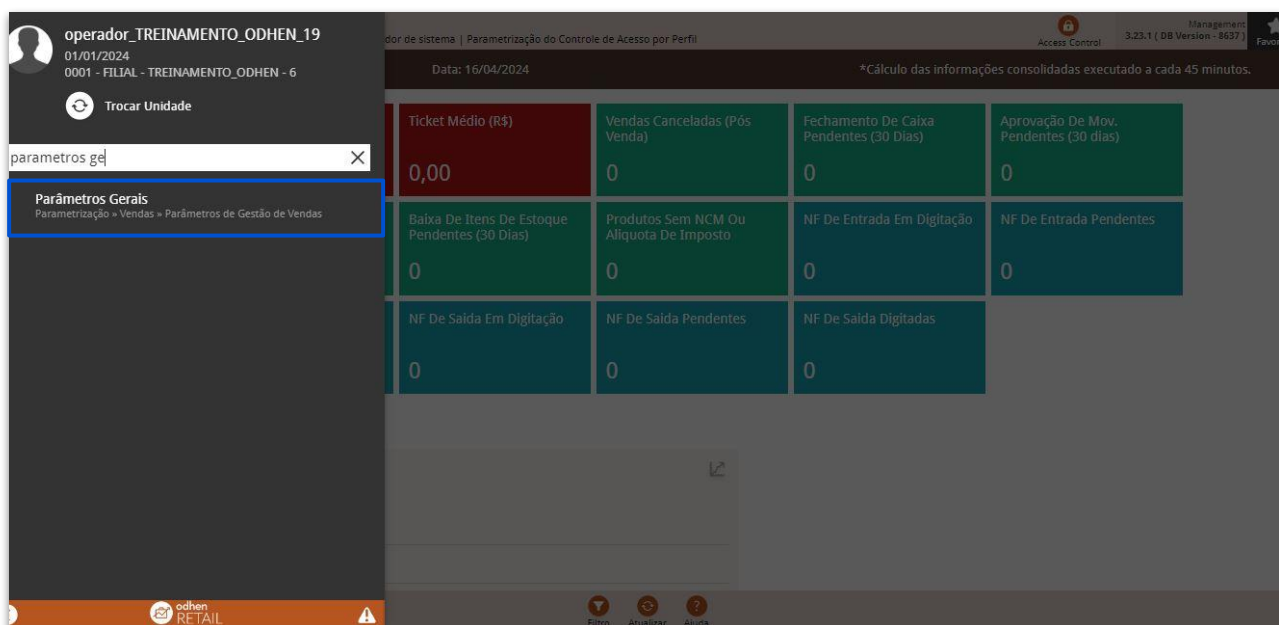 operador_TREINAMENTO_ODHEN_19
01/01/2024
0001 - FILIAL - TREINAMENTO_ODHEN - 6
Trocar Unidade
parametros ge
Parâmetros Gerais
Parametrização » Vendas » Parâmetros de Gestão de Vendas
odhen
RETAIL
dor de sistema | Parametrização do Controle de Acesso por Perfil
Access Control
Management
3.23.1 ( DB Version - 8637 )
Favor
Data: 16/04/2024
*Cálculo das informações consolidadas executado a cada 45 minutos.
Ticket Médio (R$)
0,00
Vendas Canceladas (Pós
Venda)
0
Fechamento De Caixa
Pendentes (30 Dias)
0
Aprovação De Mov.
Pendentes (30 dias)
0
Baixa De Itens De Estoque
Pendentes (30 Dias)
0
Produtos Sem NCM Ou
Aliquota De Imposto
0
NF De Entrada Em Digitação
0
NF De Entrada Pendentes
0
NF De Saida Em Digitação
0
NF De Saida Pendentes
0
NF De Saida Digitadas
0
Filtro
Atualizar
Ajuda